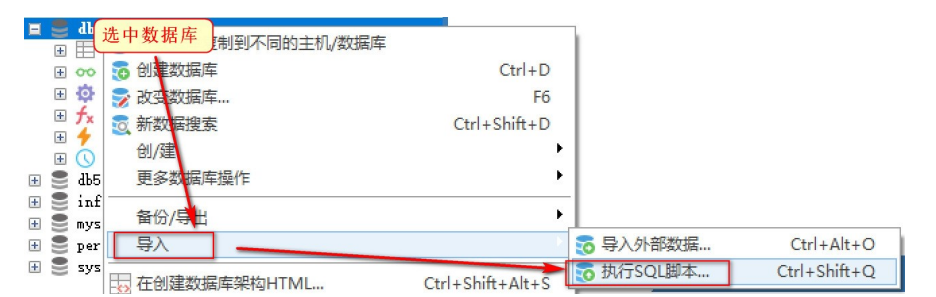 db
选中数据库
制到不同的主机/数据库
创建数据库 Ctrl+D
改变数据库... F6
新数据搜索 Ctrl+Shift+D
创/建
更多数据库操作
db5
inf
备份/导出
mys
导入
per
导入外部数据... Ctrl+Alt+O
sys
执行SQL脚本... Ctrl+Shift+Q
在创建数据库架构HTML... Ctrl+Shift+Alt+S